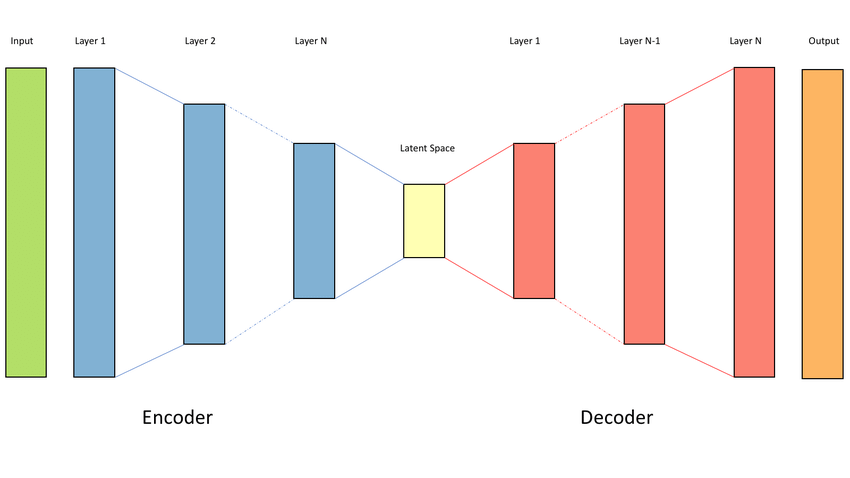 Input
Layer 1
Layer 2
Layer N
Layer 1
Layer N-1
Layer N
Output
Latent Space
Encoder
Decoder